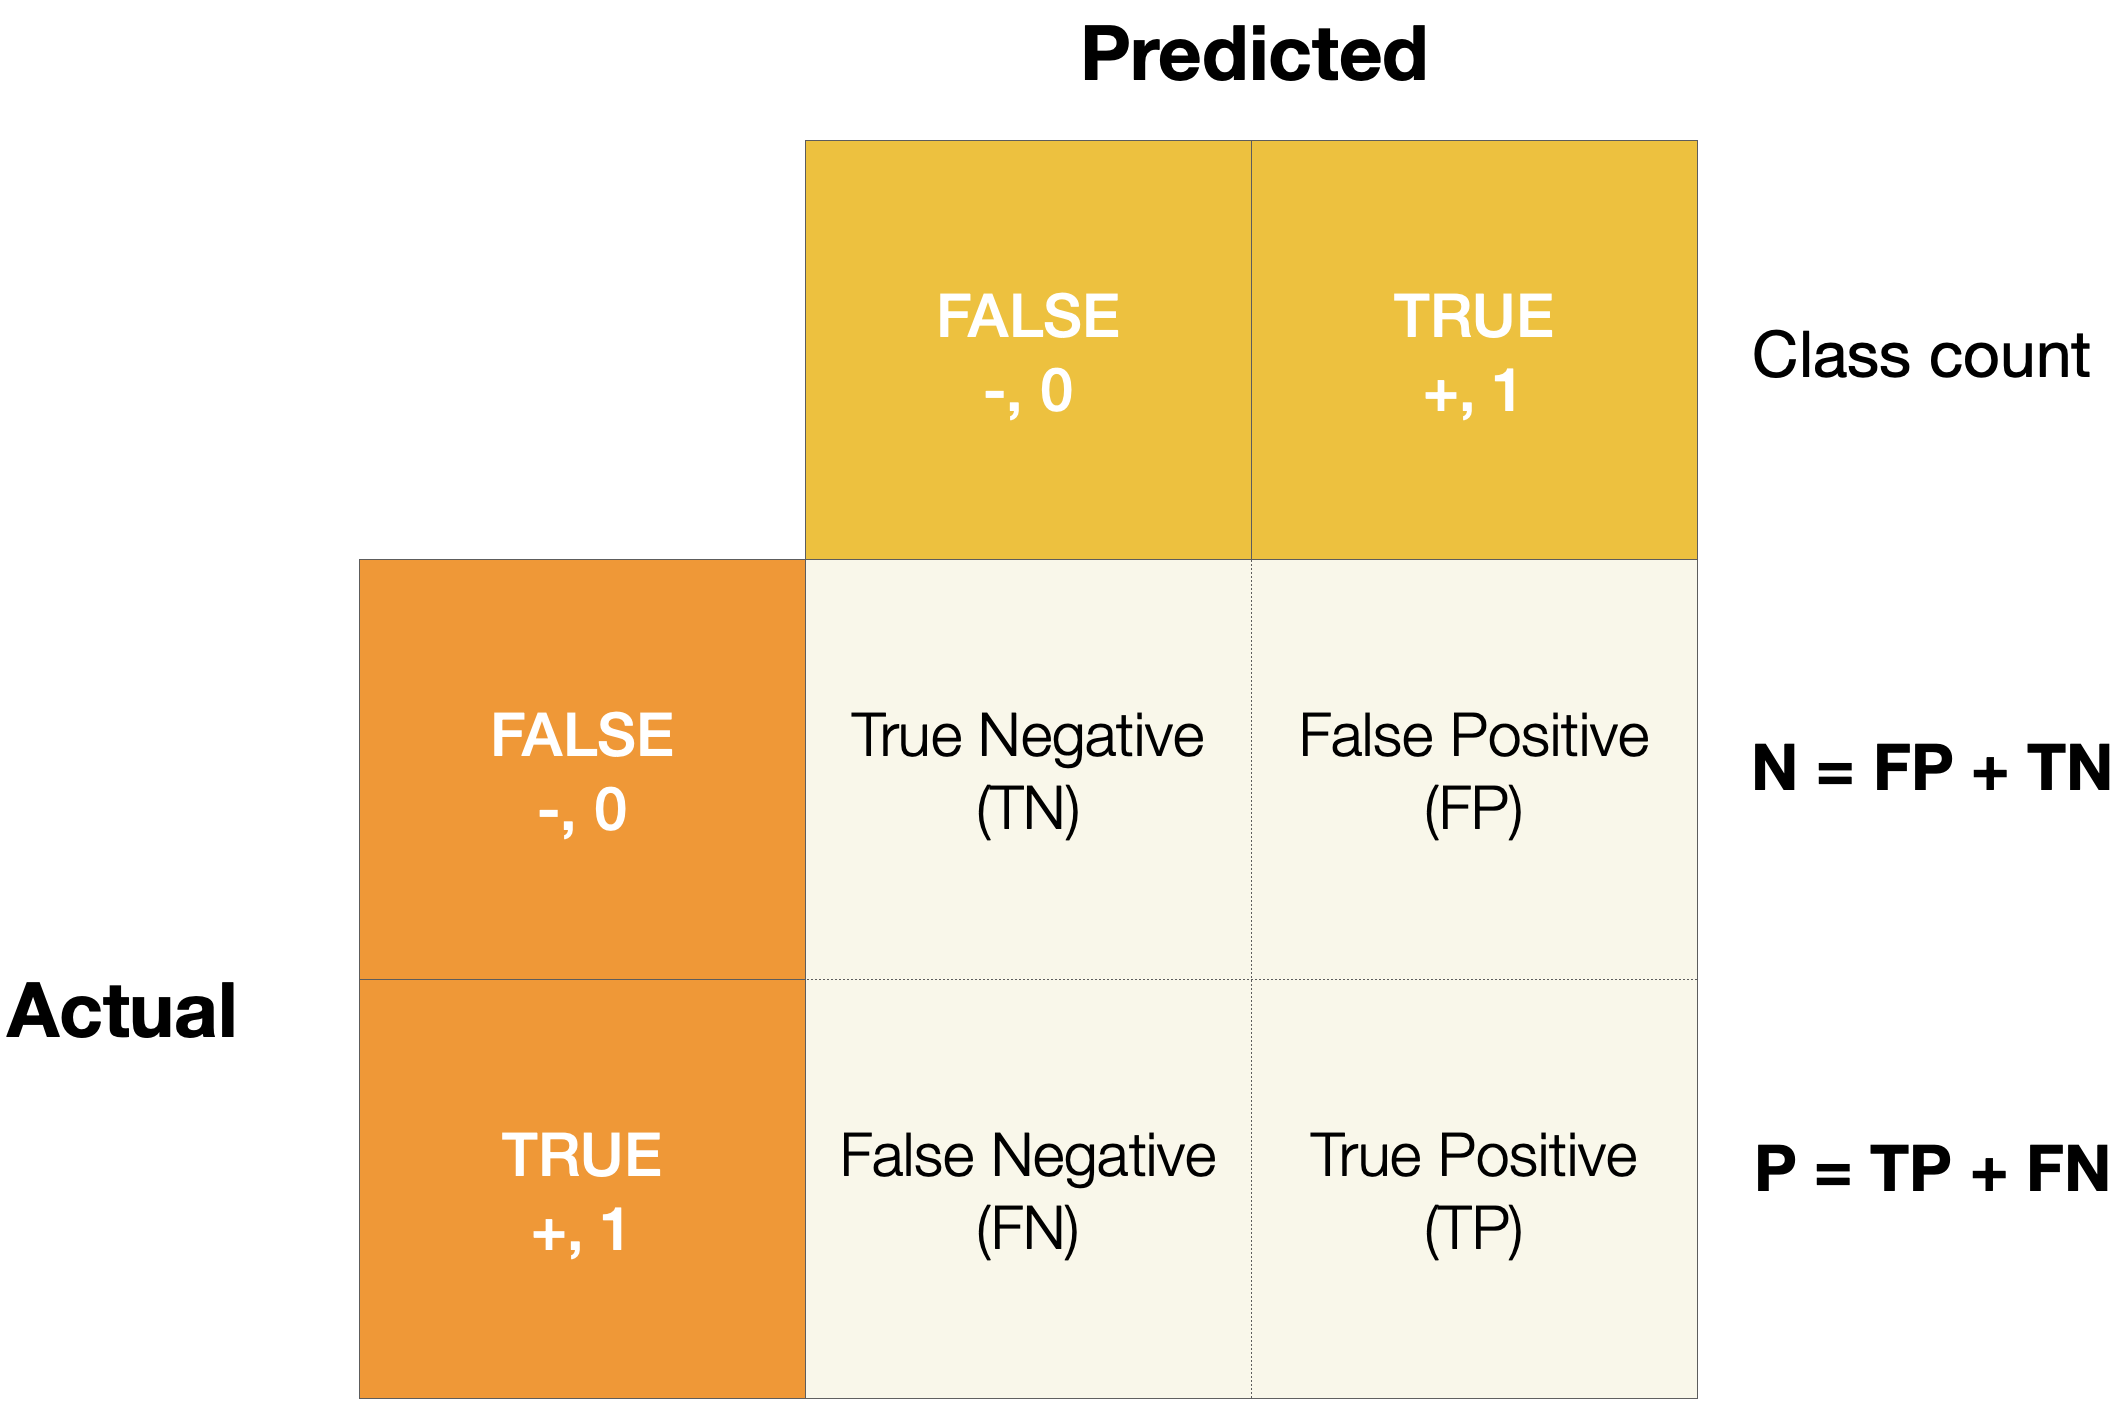 Predicted
FALSE
-, 0
TRUE
+, 1
Class count
FALSE
-, 0
True Negative
(TN)
False Positive
(FP)
N = FP + TN
Actual
TRUE
+, 1
False Negative
(FN)
True Positive
(TP)
P = TP + FN